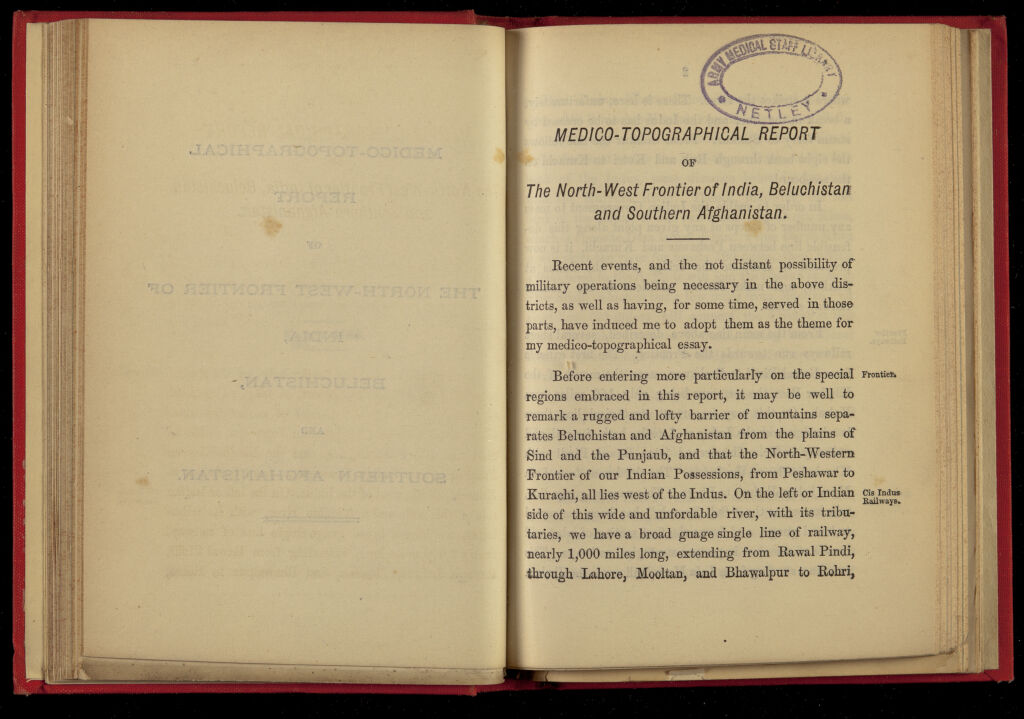 ARMY MEDICAL STAFF LIBRARY
NETLEY
MEDICO-TOPOGRAPHICAL REPORT
OF
The North-West Frontier of India, Beluchistan
and Southern Afghanistan.
Recent events, and the not distant possibility of
military operations being necessary in the above dis-
tricts, as well as having, for some time, served in those
parts, have induced me to adopt them as the theme for
my medico-topographical essay.
Before entering more particularly on the special
Frontier.
regions embraced in this report, it may be well to
remark a rugged and lofty barrier of mountains sepa-
rates Beluchistan and Afghanistan from the plains of
Sind and the Punjaub, and that the North-Western
Frontier of our Indian Possessions, from Peshawar to
Kurachi, all lies west of the Indus. On the left or Indian
Cis Indus
Railways.
side of this wide and unfordable river, with its tribu-
taries, we have a broad guage single line of railway,
nearly 1,000 miles long, extending from Rawal Pindi,
through Lahore, Mooltan, and Bhawalpur to Rohri,